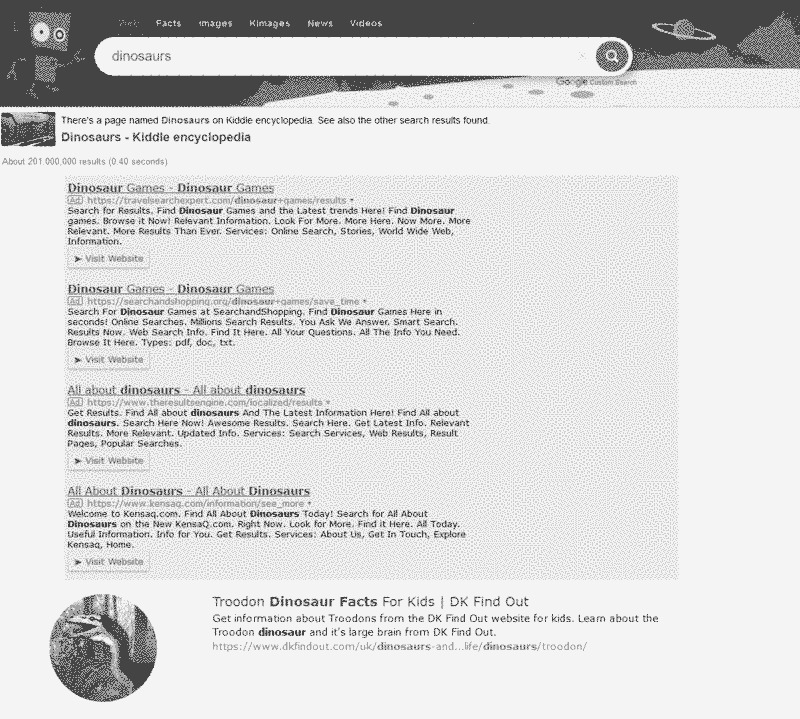 Web Facts Images KImages News Videos
dinosaurs
Google Custom Search
There's a page named Dinosaurs on Kiddle encyclopedia. See also the other search results found.
Dinosaurs - Kiddle encyclopedia
About 201,000,000 results (0.40 seconds)
Dinosaur Games - Dinosaur Games
Ad https://travelsearchexpert.com/dinosaur+games/results ▾
Search for Results. Find Dinosaur Games and the Latest trends Here! Find Dinosaur
games. Browse it Now! Relevant Information. Look For More. More Here. Now More. More
Relevant. More Results Than Ever. Services: Online Search, Stories, World Wide Web,
Information.
➤ Visit Website
Dinosaur Games - Dinosaur Games
Ad https://searchandshopping.org/dinosaur+games/save_time ▾
Search For Dinosaur Games at SearchandShopping. Find Dinosaur Games Here in
seconds! Online Searches. Millions Search Results. You Ask We Answer. Smart Search.
Results Now. Web Search Info. Find It Here. All Your Questions. All The Info You Need.
Browse It Here. Types: pdf, doc, txt.
➤ Visit Website
All about dinosaurs - All about dinosaurs
Ad https://www.theresultsengine.com/localized/results ▾
Get Results. Find All about dinosaurs And The Latest Information Here! Find All about
dinosaurs. Search Here Now! Awesome Results. Search Here. Get Latest Info. Relevant
Results. More Relevant. Updated Info. Services: Search Services, Web Results, Result
Pages, Popular Searches.
➤ Visit Website
All About Dinosaurs - All About Dinosaurs
Ad https://www.kensaq.com/information/see_more ▾
Welcome to Kensaq.com. Find All About Dinosaurs Today! Search for All About
Dinosaurs on the New KensaQ.com. Right Now. Look for More. Find it Here. All Today.
Useful Information. Info for You. Get Results. Services: About Us, Get In Touch, Explore
Kensaq, Home.
➤ Visit Website
Troodon Dinosaur Facts For Kids | DK Find Out
Get information about Troodons from the DK Find Out website for kids. Learn about the
Troodon dinosaur and it's large brain from DK Find Out.
https://www.dkfindout.com/uk/dinosaurs-and...life/dinosaurs/troodon/